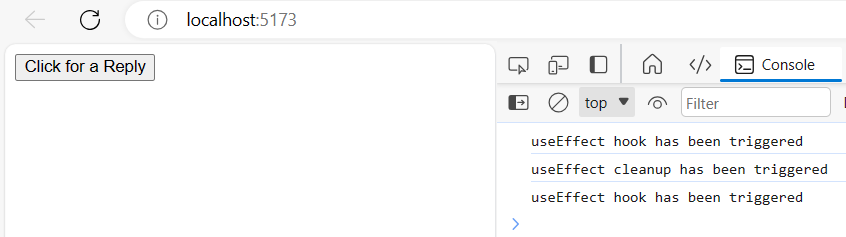 localhost:5173
Click for a Reply
Console
top
Filter
useEffect hook has been triggered
useEffect cleanup has been triggered
useEffect hook has been triggered